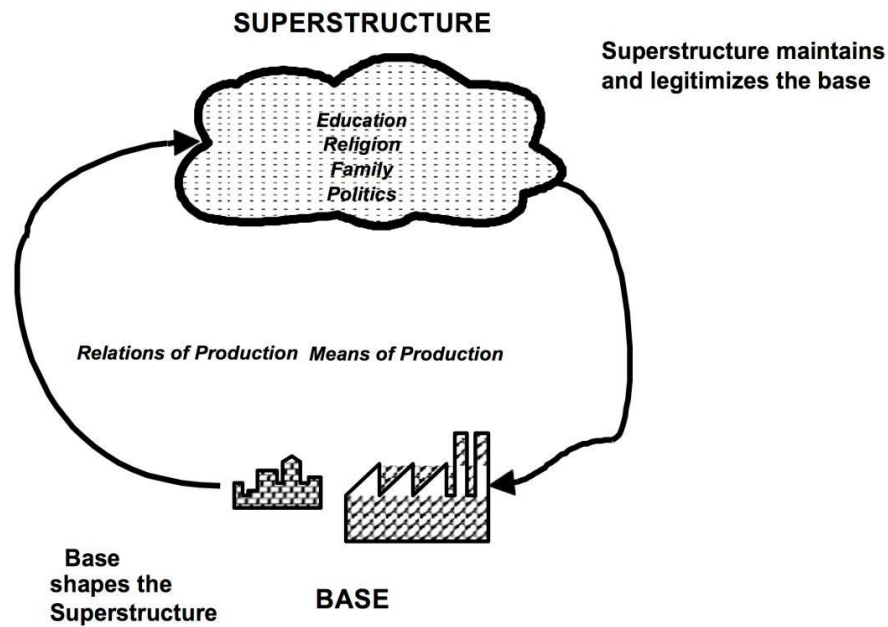 SUPERSTRUCTURE
Superstructure maintains
and legitimizes the base
Education
Religion
Family
Politics
Relations of Production
Means of Production
Base
shapes the
Superstructure
BASE